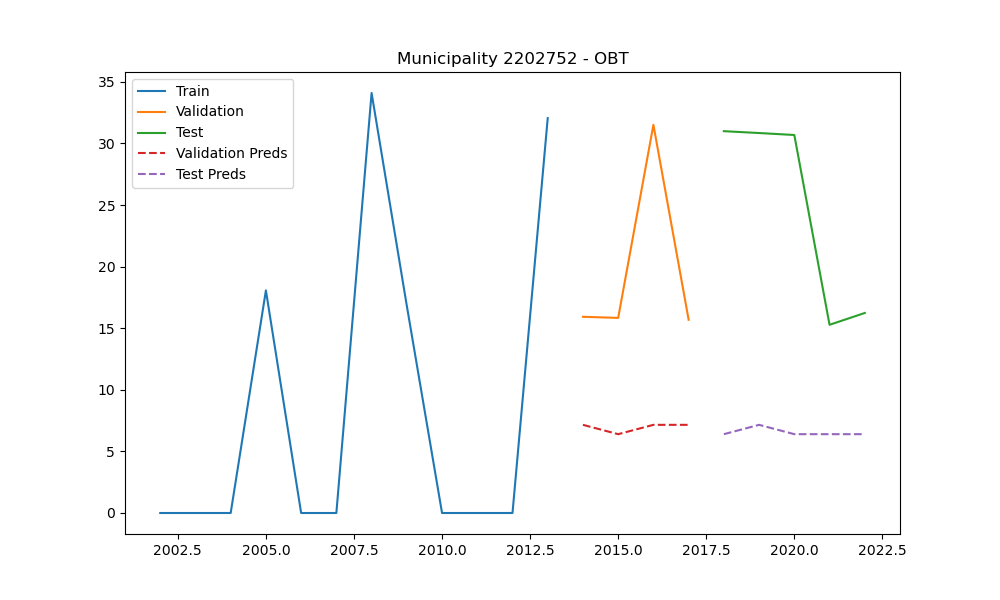 Municipality 2202752 - OBT
Train
Validation
Test
Validation Preds
Test Preds
35
30
25
20
15
10
5
0
2002.5 2005.0 2007.5 2010.0 2012.5 2015.0 2017.5 2020.0 2022.5